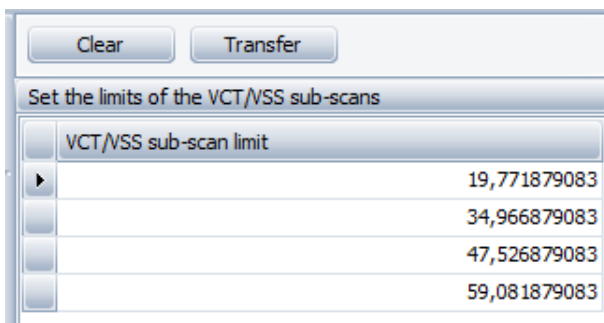 Clear Transfer
Set the limits of the VCT/VSS sub-scans
VCT/VSS sub-scan limit
19,771879083
34,966879083
47,526879083
59,081879083